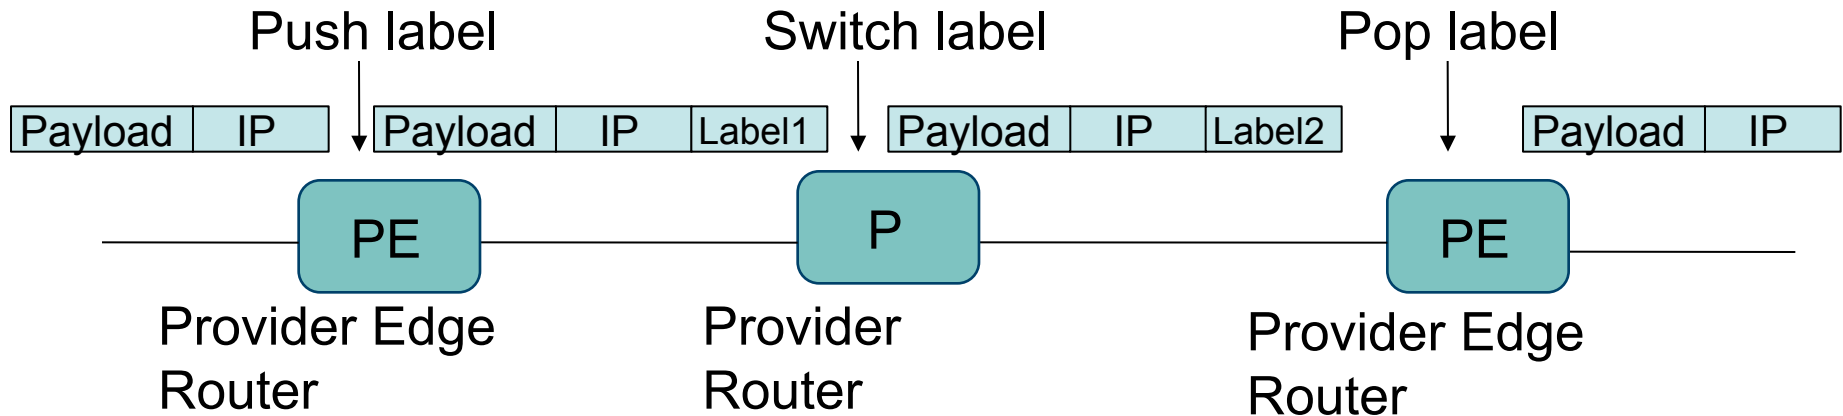 Push label Switch label Pop label
Payload IP Payload IP Label1 Payload IP Label2 Payload IP
PE P PE
Provider Edge Router
Provider Router
Provider Edge Router